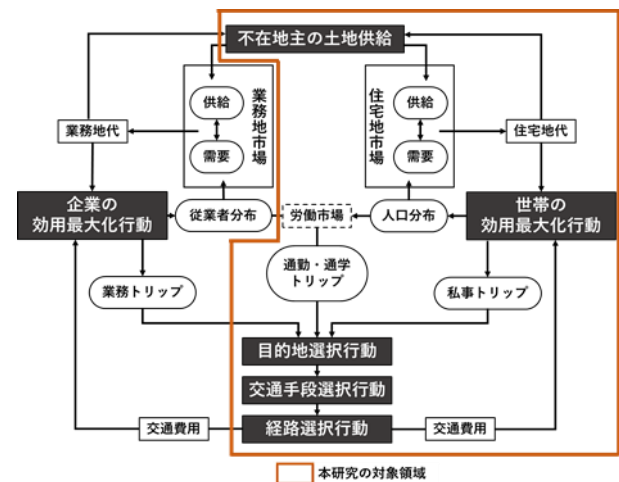 不在地主の土地供給
業務地市場
供給
需要
住宅地市場
供給
需要
業務地代
住宅地代
企業の
効用最大化行動
従業者分布
労働市場
人口分布
世帯の
効用最大化行動
業務トリップ
通勤・通学
トリップ
私事トリップ
目的地選択行動
交通手段選択行動
交通費用
経路選択行動
交通費用
本研究の対象領域